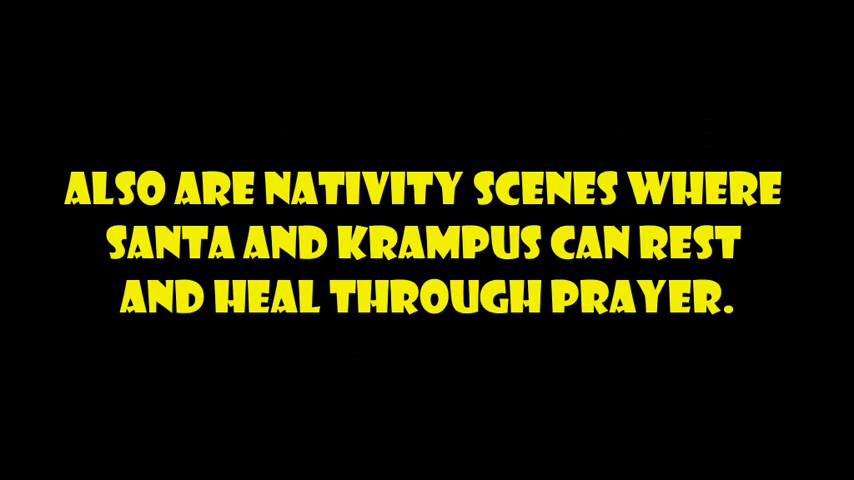 ALSO ARE NATIVITY SCENES WHERE
SANTA AND KRAMPUS CAN REST
AND HEAL THROUGH PRAYER.